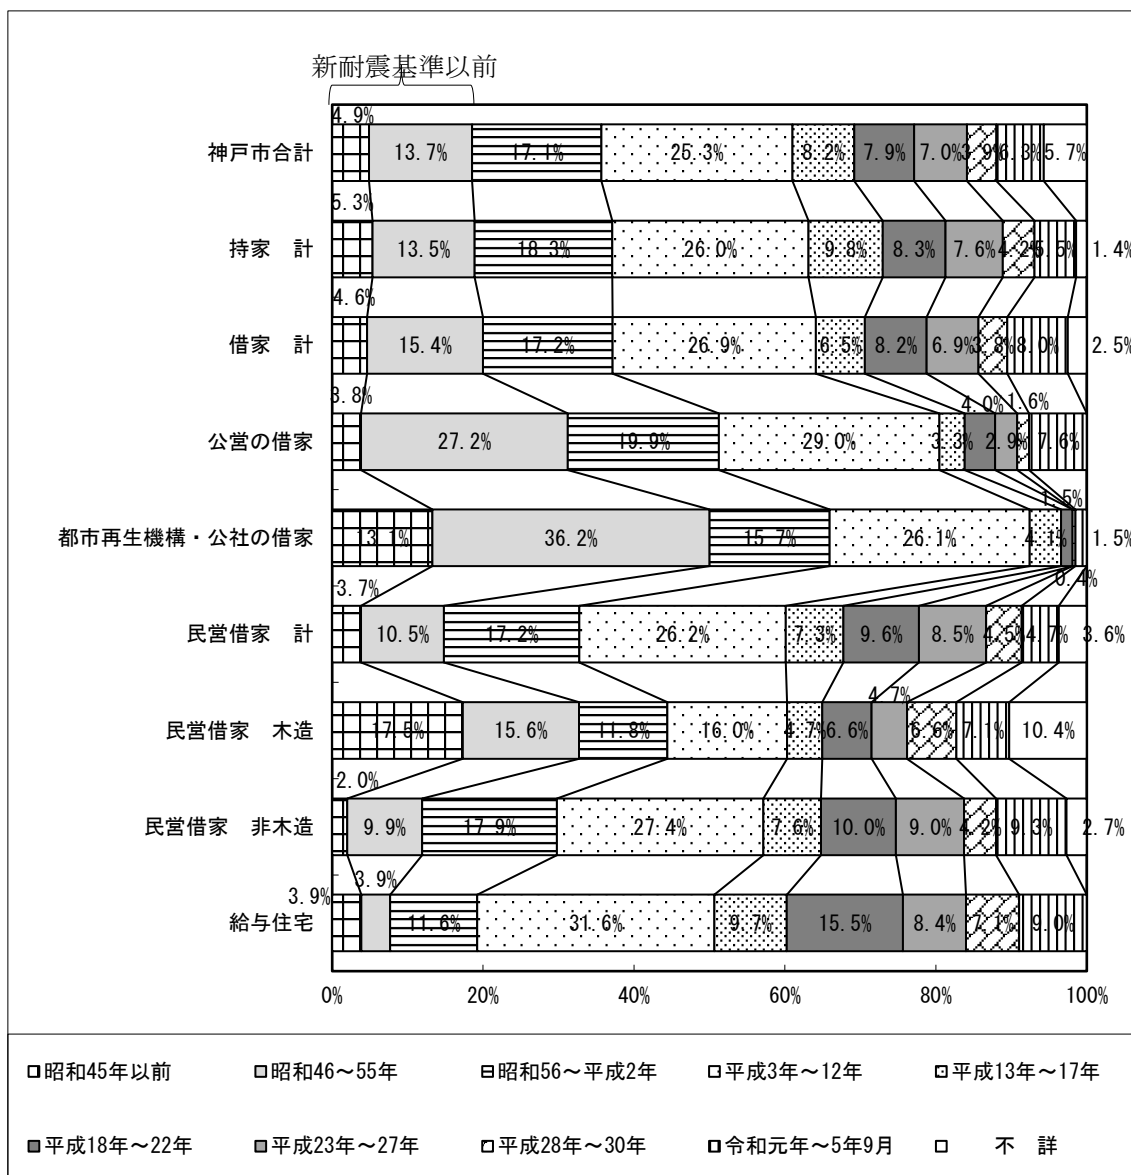 新耐震基準以前
4.9%
神戸市合計 13.7% 17.1% 25.3% 8.2% 7.9% 7.0% 3.9% 6.3% 5.7%
5.3%
持家 計 13.5% 18.3% 26.0% 9.8% 8.3% 7.6% 4.2% 5.5% 1.4%
4.6%
借家 計 15.4% 17.2% 26.9% 6.5% 8.2% 6.9% 3.8% 8.0% 2.5%
3.8% 4.0% 1.6%
公営の借家 27.2% 19.9% 29.0% 3.3% 2.9% 7.6%
1.5%
都市再生機構・公社の借家 13.1% 36.2% 15.7% 26.1% 4.1% 1.5%
3.7% 0.4%
民営借家 計 10.5% 17.2% 26.2% 7.3% 9.6% 8.5% 4.5% 4.7% 3.6%
4.7%
民営借家 木造 17.5% 15.6% 11.8% 16.0% 4.7% 6.6% 6.6% 7.1% 10.4%
2.0%
民営借家 非木造 9.9% 17.9% 27.4% 7.6% 10.0% 9.0% 4.2% 9.3% 2.7%
3.9% 3.9%
給与住宅 11.6% 31.6% 9.7% 15.5% 8.4% 7.1% 9.0%
0% 20% 40% 60% 80% 100%
昭和45年以前 昭和46～55年 昭和56～平成2年 平成3年～12年 平成13年～17年
平成18年～22年 平成23年～27年 平成28年～30年 令和元年～5年9月 不 詳